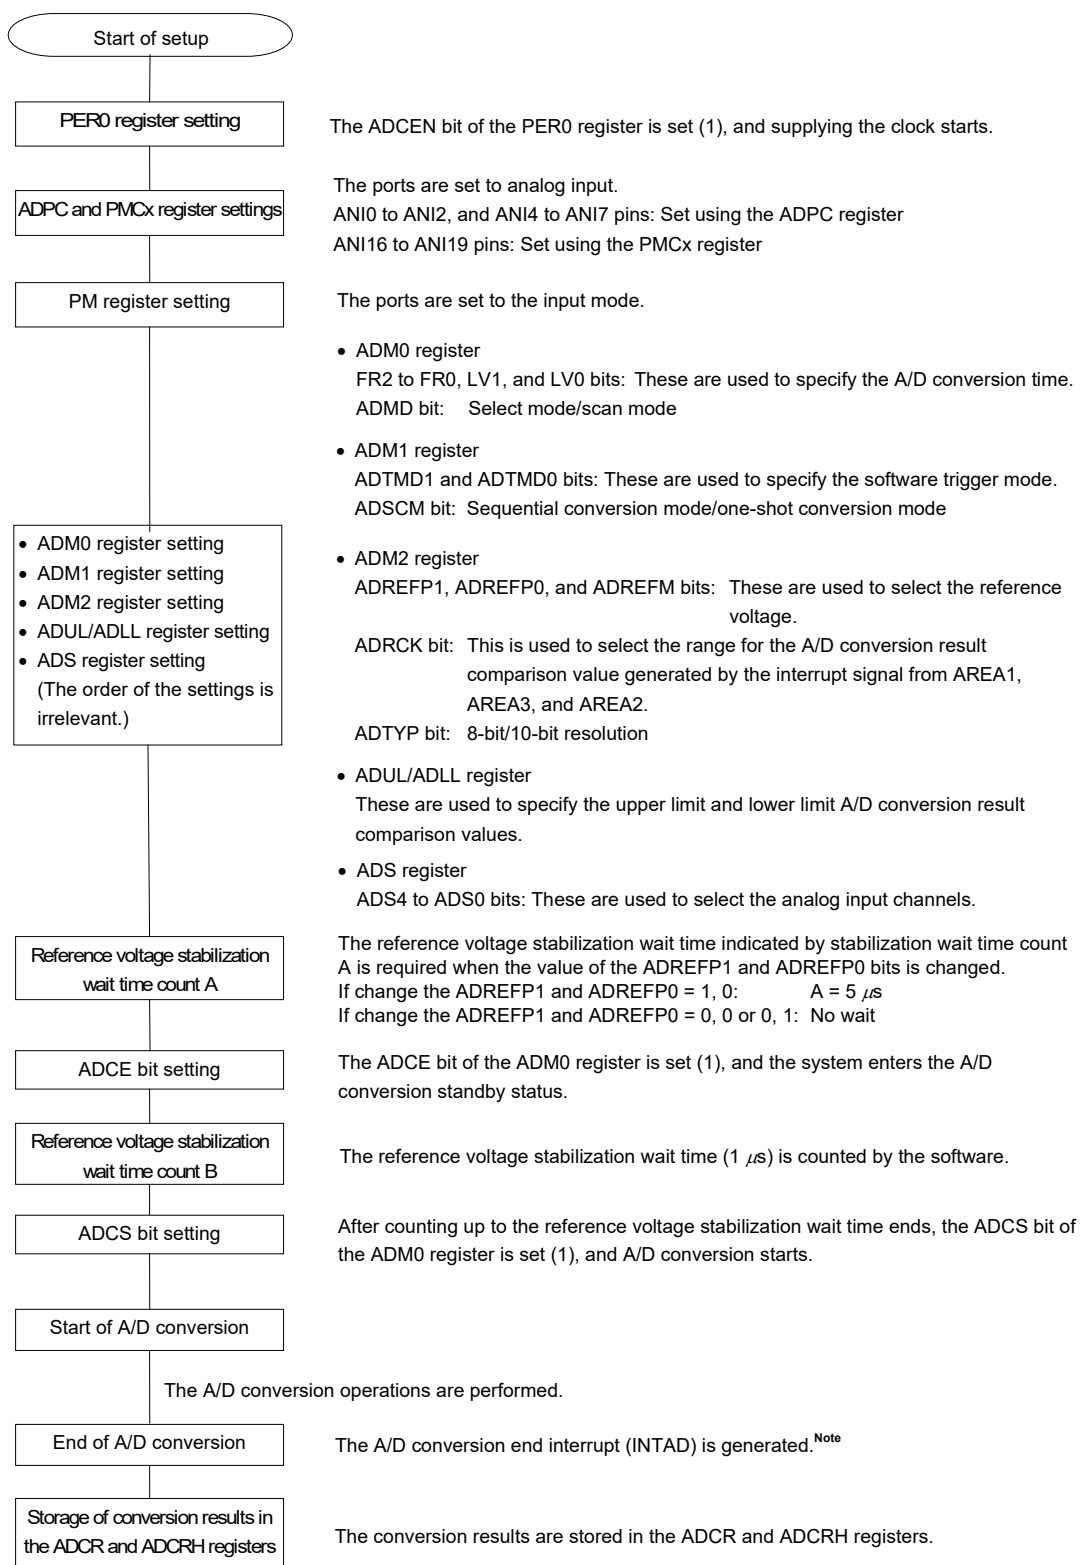 Start of setup
PER0 register setting
The ADCEN bit of the PER0 register is set (1), and supplying the clock starts.
ADPC and PMCx register settings
The ports are set to analog input.
ANI0 to ANI2, and ANI4 to ANI7 pins: Set using the ADPC register
ANI16 to ANI19 pins: Set using the PMCx register
PM register setting
The ports are set to the input mode.
• ADM0 register setting
• ADM1 register setting
• ADM2 register setting
• ADUL/ADLL register setting
• ADS register setting
(The order of the settings is
irrelevant.)
• ADM0 register
FR2 to FR0, LV1, and LV0 bits: These are used to specify the A/D conversion time.
ADMD bit: Select mode/scan mode
• ADM1 register
ADTMD1 and ADTMD0 bits: These are used to specify the software trigger mode.
ADSCM bit: Sequential conversion mode/one-shot conversion mode
• ADM2 register
ADREFP1, ADREFP0, and ADREFM bits: These are used to select the reference
voltage.
ADRCK bit: This is used to select the range for the A/D conversion result
comparison value generated by the interrupt signal from AREA1,
AREA3, and AREA2.
ADTYP bit: 8-bit/10-bit resolution
• ADUL/ADLL register
These are used to specify the upper limit and lower limit A/D conversion result
comparison values.
• ADS register
ADS4 to ADS0 bits: These are used to select the analog input channels.
Reference voltage stabilization
wait time count A
The reference voltage stabilization wait time indicated by stabilization wait time count
A is required when the value of the ADREFP1 and ADREFP0 bits is changed.
If change the ADREFP1 and ADREFP0 = 1, 0: A = 5 μs
If change the ADREFP1 and ADREFP0 = 0, 0 or 0, 1: No wait
ADCE bit setting
The ADCE bit of the ADM0 register is set (1), and the system enters the A/D
conversion standby status.
Reference voltage stabilization
wait time count B
The reference voltage stabilization wait time (1 μs) is counted by the software.
ADCS bit setting
After counting up to the reference voltage stabilization wait time ends, the ADCS bit of
the ADM0 register is set (1), and A/D conversion starts.
Start of A/D conversion
The A/D conversion operations are performed.
End of A/D conversion
The A/D conversion end interrupt (INTAD) is generated.Note
Storage of conversion results in
the ADCR and ADCRH registers
The conversion results are stored in the ADCR and ADCRH registers.